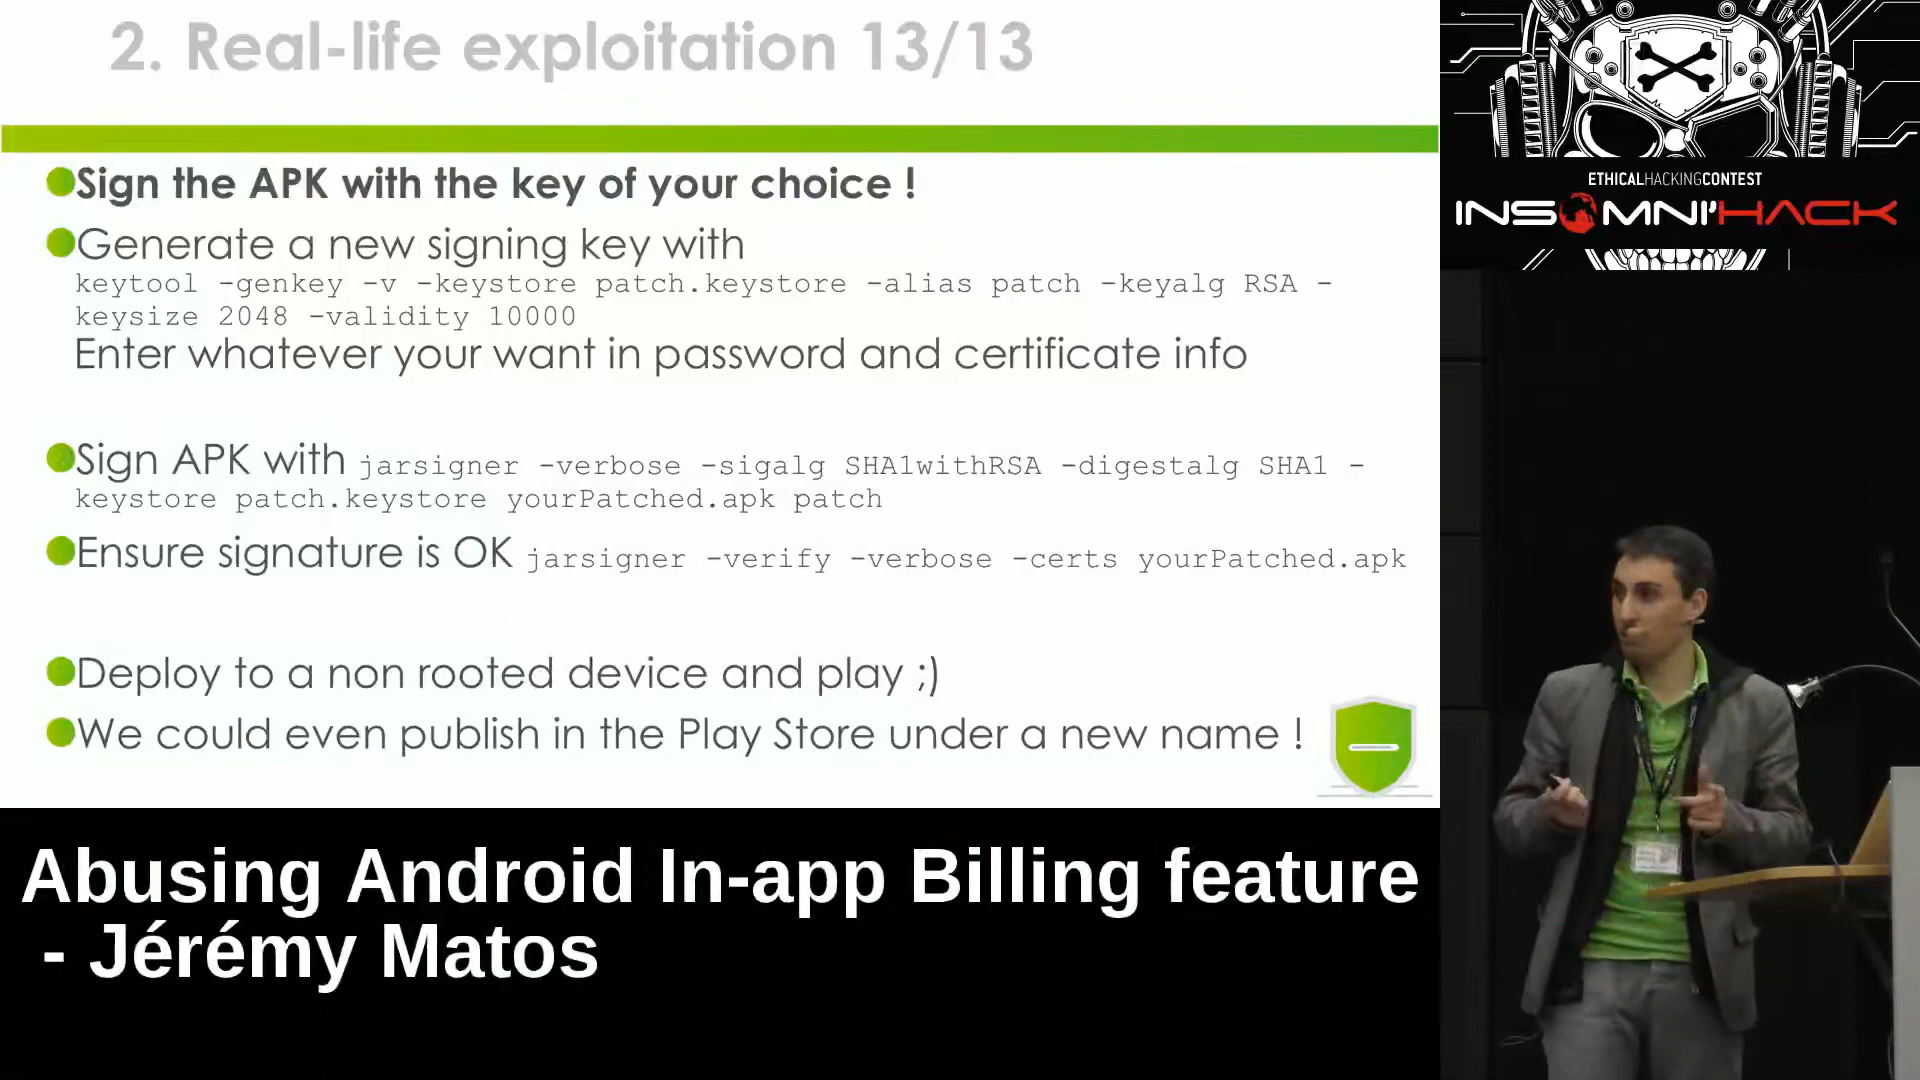 2. Real-life exploitation 13/13
Sign the APK with the key of your choice !
Generate a new signing key with
keytool -genkey -v -keystore patch.keystore -alias patch -keyalg RSA -
keysize 2048 -validity 10000
Enter whatever your want in password and certificate info
Sign APK with jarsigner -verbose -sigalg SHA1withRSA -digestalg SHA1 -
keystore patch.keystore yourPatched.apk patch
Ensure signature is OK jarsigner -verify -verbose -certs yourPatched.apk
Deploy to a non rooted device and play ;)
We could even publish in the Play Store under a new name !
ETHICALHACKINGCONTEST
INSOMNI'HACK
Abusing Android In-app Billing feature
- Jérémy Matos